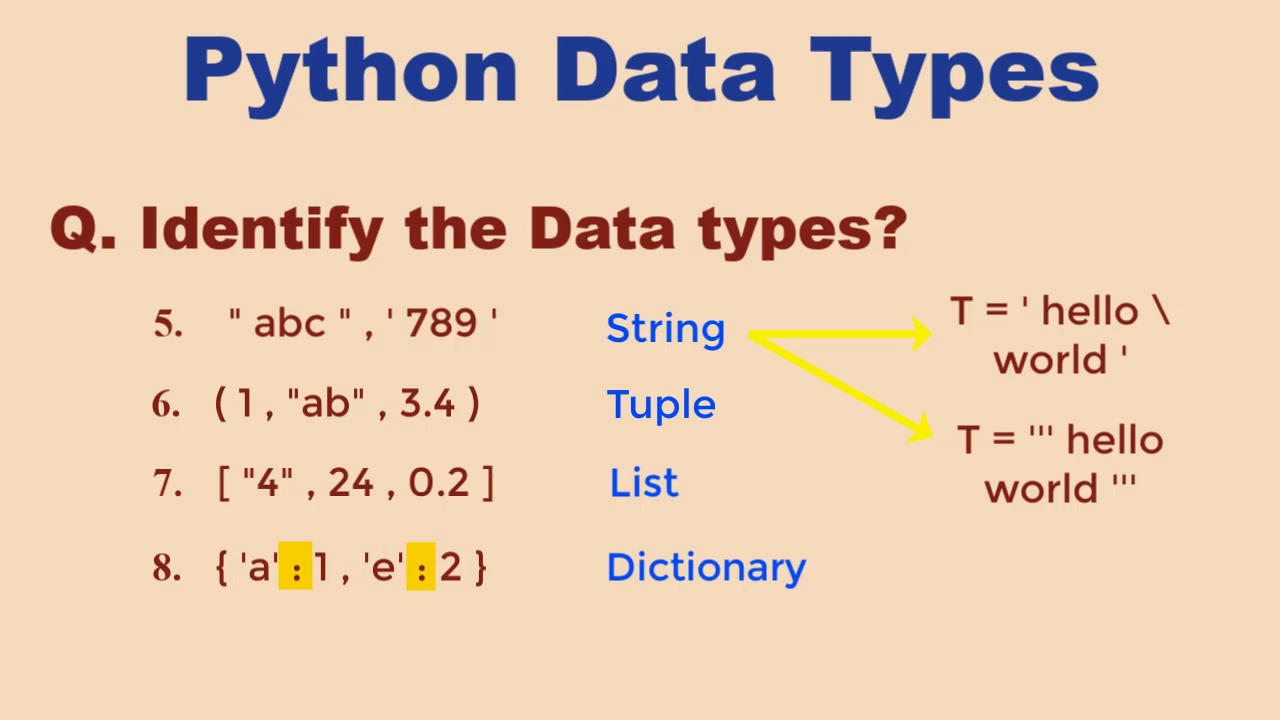 Python Data Types
Q. Identify the Data types?
5. " abc " , ' 789 ' String
T = ' hello \
world '
6. ( 1 , "ab" , 3.4 ) Tuple
T = ''' hello
world '''
7. [ "4" , 24 , 0.2 ] List
8. { 'a' : 1 , 'e' : 2 } Dictionary